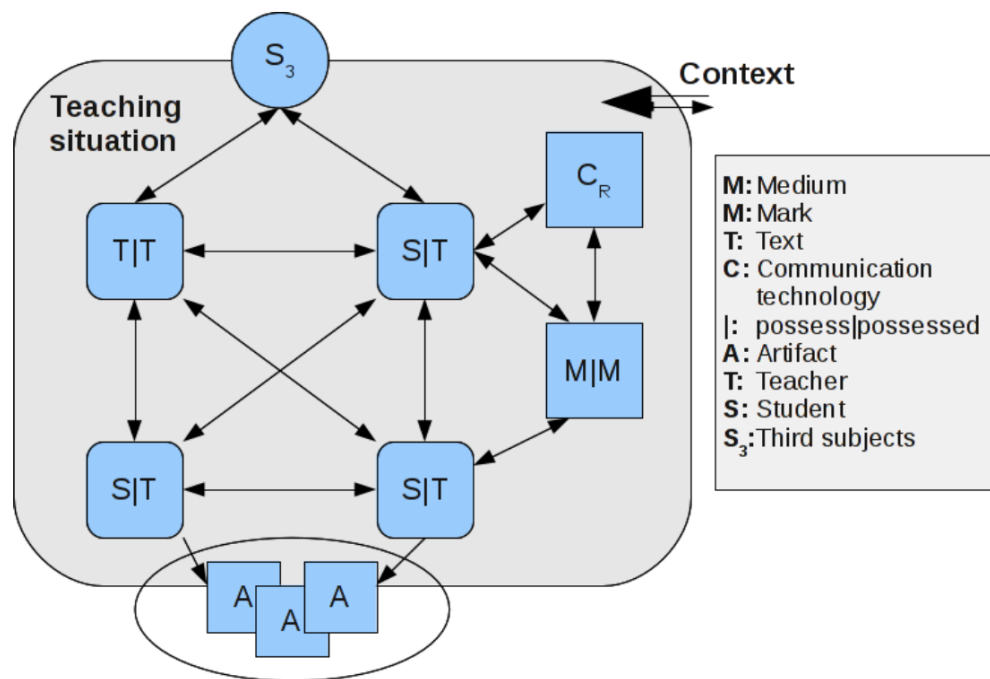 S3
Context
Teaching
situation
CR
T|T
S|T
M|M
S|T
S|T
A
A
A
M: Medium
M: Mark
T: Text
C: Communication
technology
|: possess|possessed
A: Artifact
T: Teacher
S: Student
S3:Third subjects